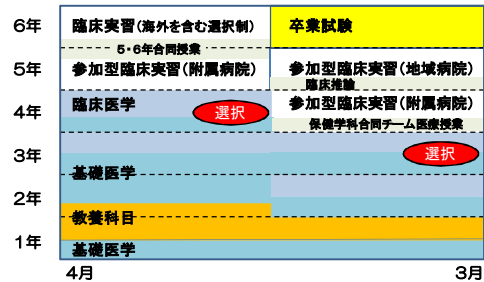 6年
臨床実習(海外を含む選択制)
卒業試験
5・6年合同授業
5年
参加型臨床実習(附属病院)
参加型臨床実習(地域病院)
臨床推論
4年
臨床医学
選択
参加型臨床実習(附属病院)
保健学科合同チーム医療授業
3年
選択
基礎医学
2年
教養科目
1年
基礎医学
4月
3月